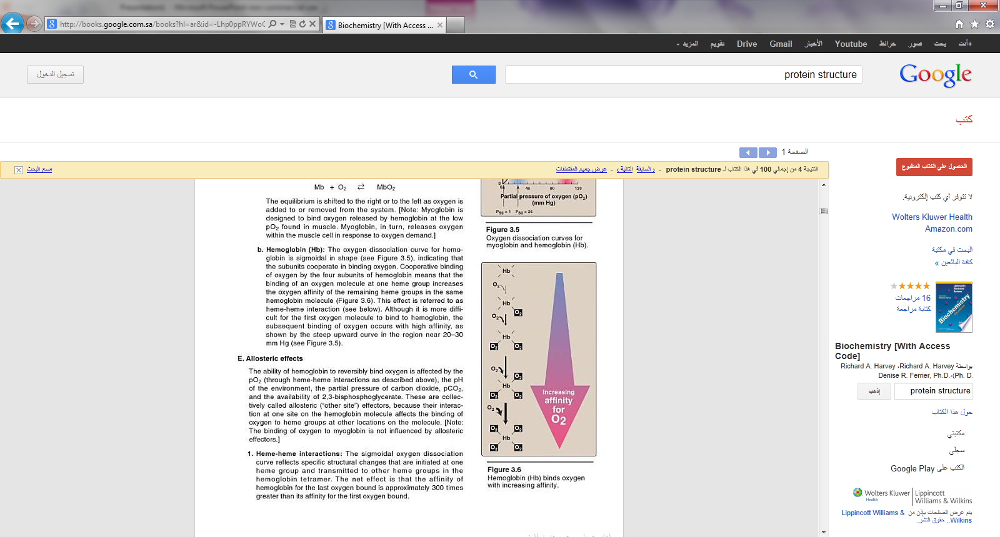 http://books.google.com.sa/books?hl=ar&id=-Lhp0ppRYWoC
Biochemistry [With Access ...
+أنت
بحث
صور
خرائط
Youtube
الأخبار
Gmail
Drive
تقويم
المزيد
Google
protein structure
تسجيل الدخول
كتب
الصفحة 1
النتيجة 4 من إجمالي 100 في هذا الكتاب لـ protein structure - ‹ السابقة التالية › - عرض جميع المقتطفات
مسح البحث
Mb + O2 ⇄ MbO2
The equilibrium is shifted to the right or to the left as oxygen is
added to or removed from the system. [Note: Myoglobin is
designed to bind oxygen released by hemoglobin at the low
pO2 found in muscle. Myoglobin, in turn, releases oxygen
within the muscle cell in response to oxygen demand.]
b. Hemoglobin (Hb): The oxygen dissociation curve for hemo-
globin is sigmoidal in shape (see Figure 3.5), indicating that
the subunits cooperate in binding oxygen. Cooperative binding
of oxygen by the four subunits of hemoglobin means that the
binding of an oxygen molecule at one heme group increases
the oxygen affinity of the remaining heme groups in the same
hemoglobin molecule (Figure 3.6). This effect is referred to as
heme-heme interaction (see below). Although it is more diffi-
cult for the first oxygen molecule to bind to hemoglobin, the
subsequent binding of oxygen occurs with high affinity, as
shown by the steep upward curve in the region near 20–30
mm Hg (see Figure 3.5).
E. Allosteric effects
The ability of hemoglobin to reversibly bind oxygen is affected by the
pO2 (through heme-heme interactions as described above), the pH
of the environment, the partial pressure of carbon dioxide, pCO2,
and the availability of 2,3-bisphosphoglycerate. These are collec-
tively called allosteric ("other site") effectors, because their interac-
tion at one site on the hemoglobin molecule affects the binding of
oxygen to heme groups at other locations on the molecule. [Note:
The binding of oxygen to myoglobin is not influenced by allosteric
effectors.]
1. Heme-heme interactions: The sigmoidal oxygen dissociation
curve reflects specific structural changes that are initiated at one
heme group and transmitted to other heme groups in the
hemoglobin tetramer. The net effect is that the affinity of
hemoglobin for the last oxygen bound is approximately 300 times
greater than its affinity for the first oxygen bound.
0
0 40 80 120
Partial pressure of oxygen (pO2)
(mm Hg)
P50 = 1 P50 = 26
Figure 3.5
Oxygen dissociation curves for
myoglobin and hemoglobin (Hb).
Hb
O2
Hb
O2
O2
Hb
O2 O2
O2
O2
Hb
O2 O2
O2
O2 O2
Hb
O2 O2
Increasing
affinity
for
O2
Figure 3.6
Hemoglobin (Hb) binds oxygen
with increasing affinity.
الحصول على الكتاب المطبوع
لا تتوفر أي كتب إلكترونية.
Wolters Kluwer Health
Amazon.com
البحث في مكتبة
كافة البائعين »
16 مراجعات
كتابة مراجعة
Lippincott's
Illustrated
Reviews
Biochemistry
Biochemistry [With Access
Code]
بواسطة Richard A. Harvey ،Richard A. Harvey
Denise R. Ferrier, Ph.D.،(Ph. D.
protein structure
إذهب
حول هذا الكتاب
مكتبتي
سجلي
الكتب على Google Play
Wolters Kluwer
Health
Lippincott
Williams & Wilkins
يتم عرض الصفحات بإذن من Lippincott Williams &
Wilkins.. حقوق النشر.